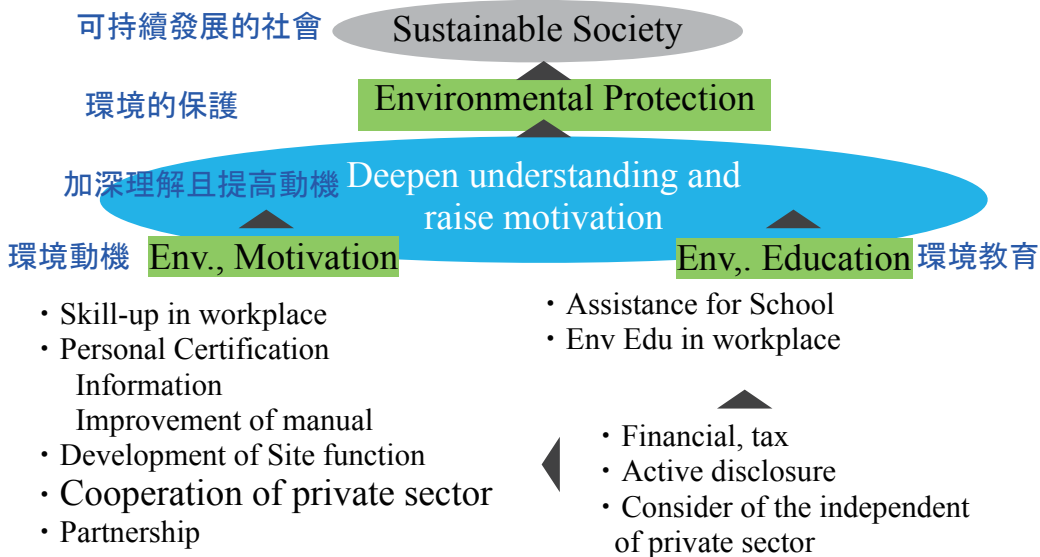 可持續發展的社會 Sustainable Society
環境的保護 Environmental Protection
加深理解且提高動機 Deepen understanding and
raise motivation
環境動機 Env., Motivation
Env,. Education 環境教育
・Skill-up in workplace
・Personal Certification
Information
Improvement of manual
・Development of Site function
・Cooperation of private sector
・Partnership
・Assistance for School
・Env Edu in workplace
・Financial, tax
・Active disclosure
・Consider of the independent
of private sector